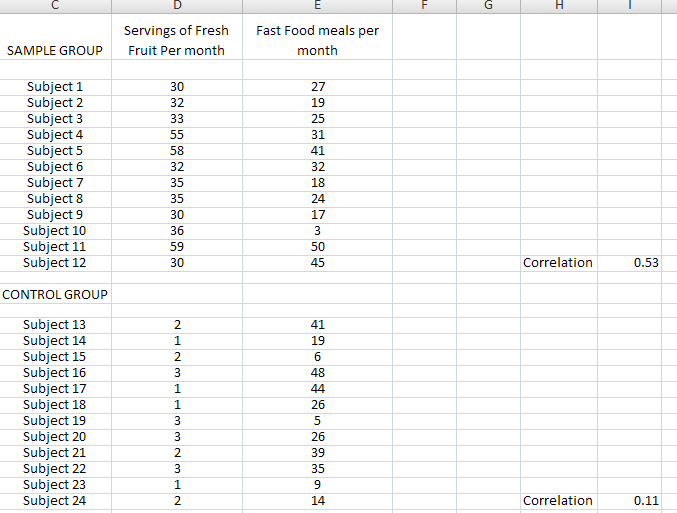 C D E F G H I
Servings of Fresh Fast Food meals per
SAMPLE GROUP Fruit Per month month
Subject 1 30 27
Subject 2 32 19
Subject 3 33 25
Subject 4 55 31
Subject 5 58 41
Subject 6 32 32
Subject 7 35 18
Subject 8 35 24
Subject 9 30 17
Subject 10 36 3
Subject 11 59 50
Subject 12 30 45 Correlation 0.53
CONTROL GROUP
Subject 13 2 41
Subject 14 1 19
Subject 15 2 6
Subject 16 3 48
Subject 17 1 44
Subject 18 1 26
Subject 19 3 5
Subject 20 3 26
Subject 21 2 39
Subject 22 3 35
Subject 23 1 9
Subject 24 2 14 Correlation 0.11